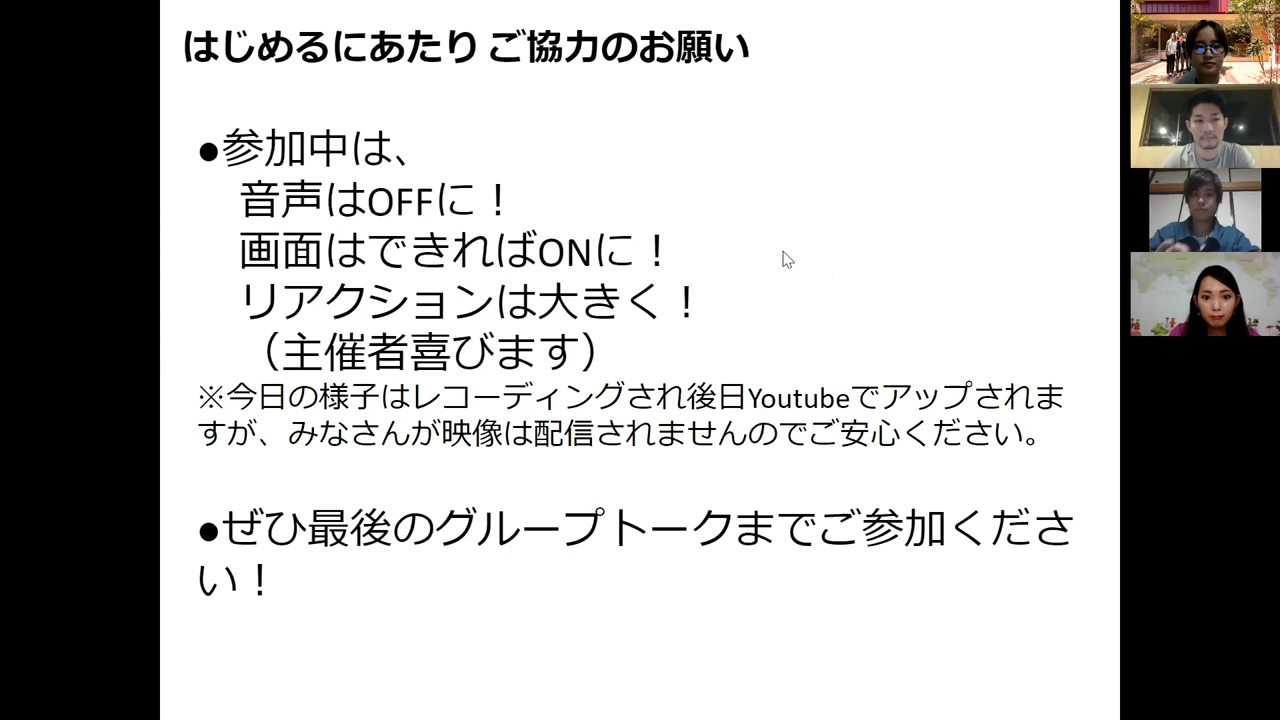 はじめるにあたり ご協力のお願い
●参加中は、
音声はOFFに！
画面はできればONに！
リアクションは大きく！
（主催者喜びます）
※今日の様子はレコーディングされ後日Youtubeでアップされま
すが、みなさんが映像は配信されませんのでご安心ください。
●ぜひ最後のグループトークまでご参加くださ
い！